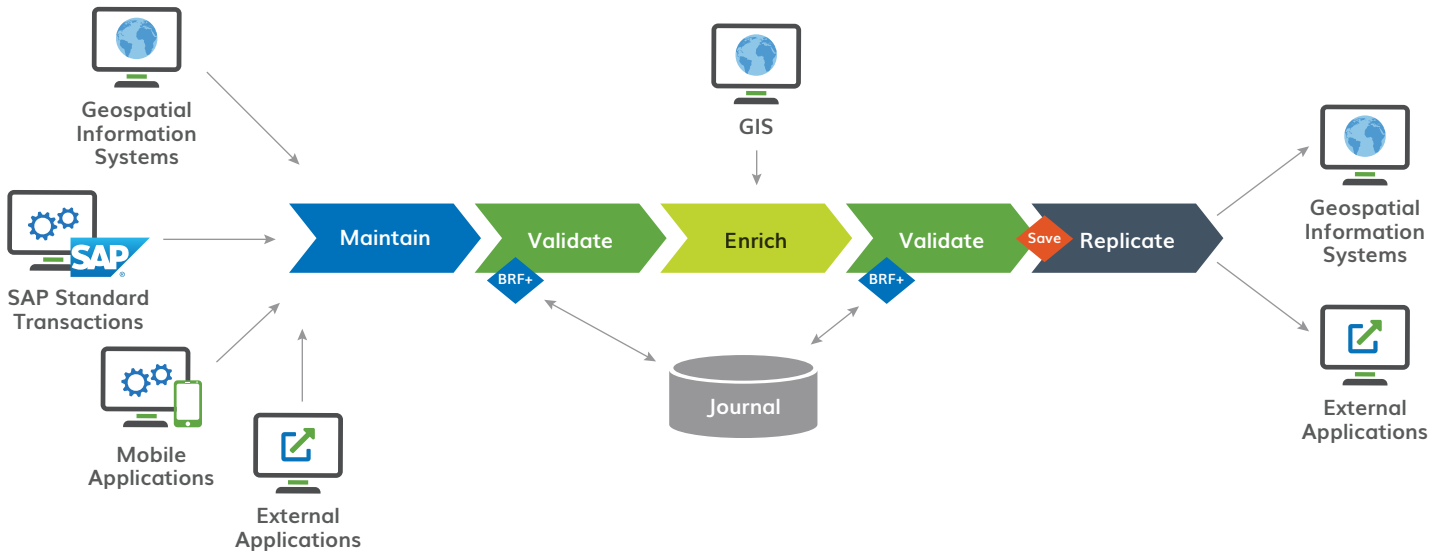 Geospatial
Information
Systems
GIS
SAP
®
SAP Standard
Transactions
Mobile
Applications
External
Applications
Maintain
Validate
BRF+
Enrich
Validate
BRF+
Save
Replicate
Journal
Geospatial
Information
Systems
External
Applications